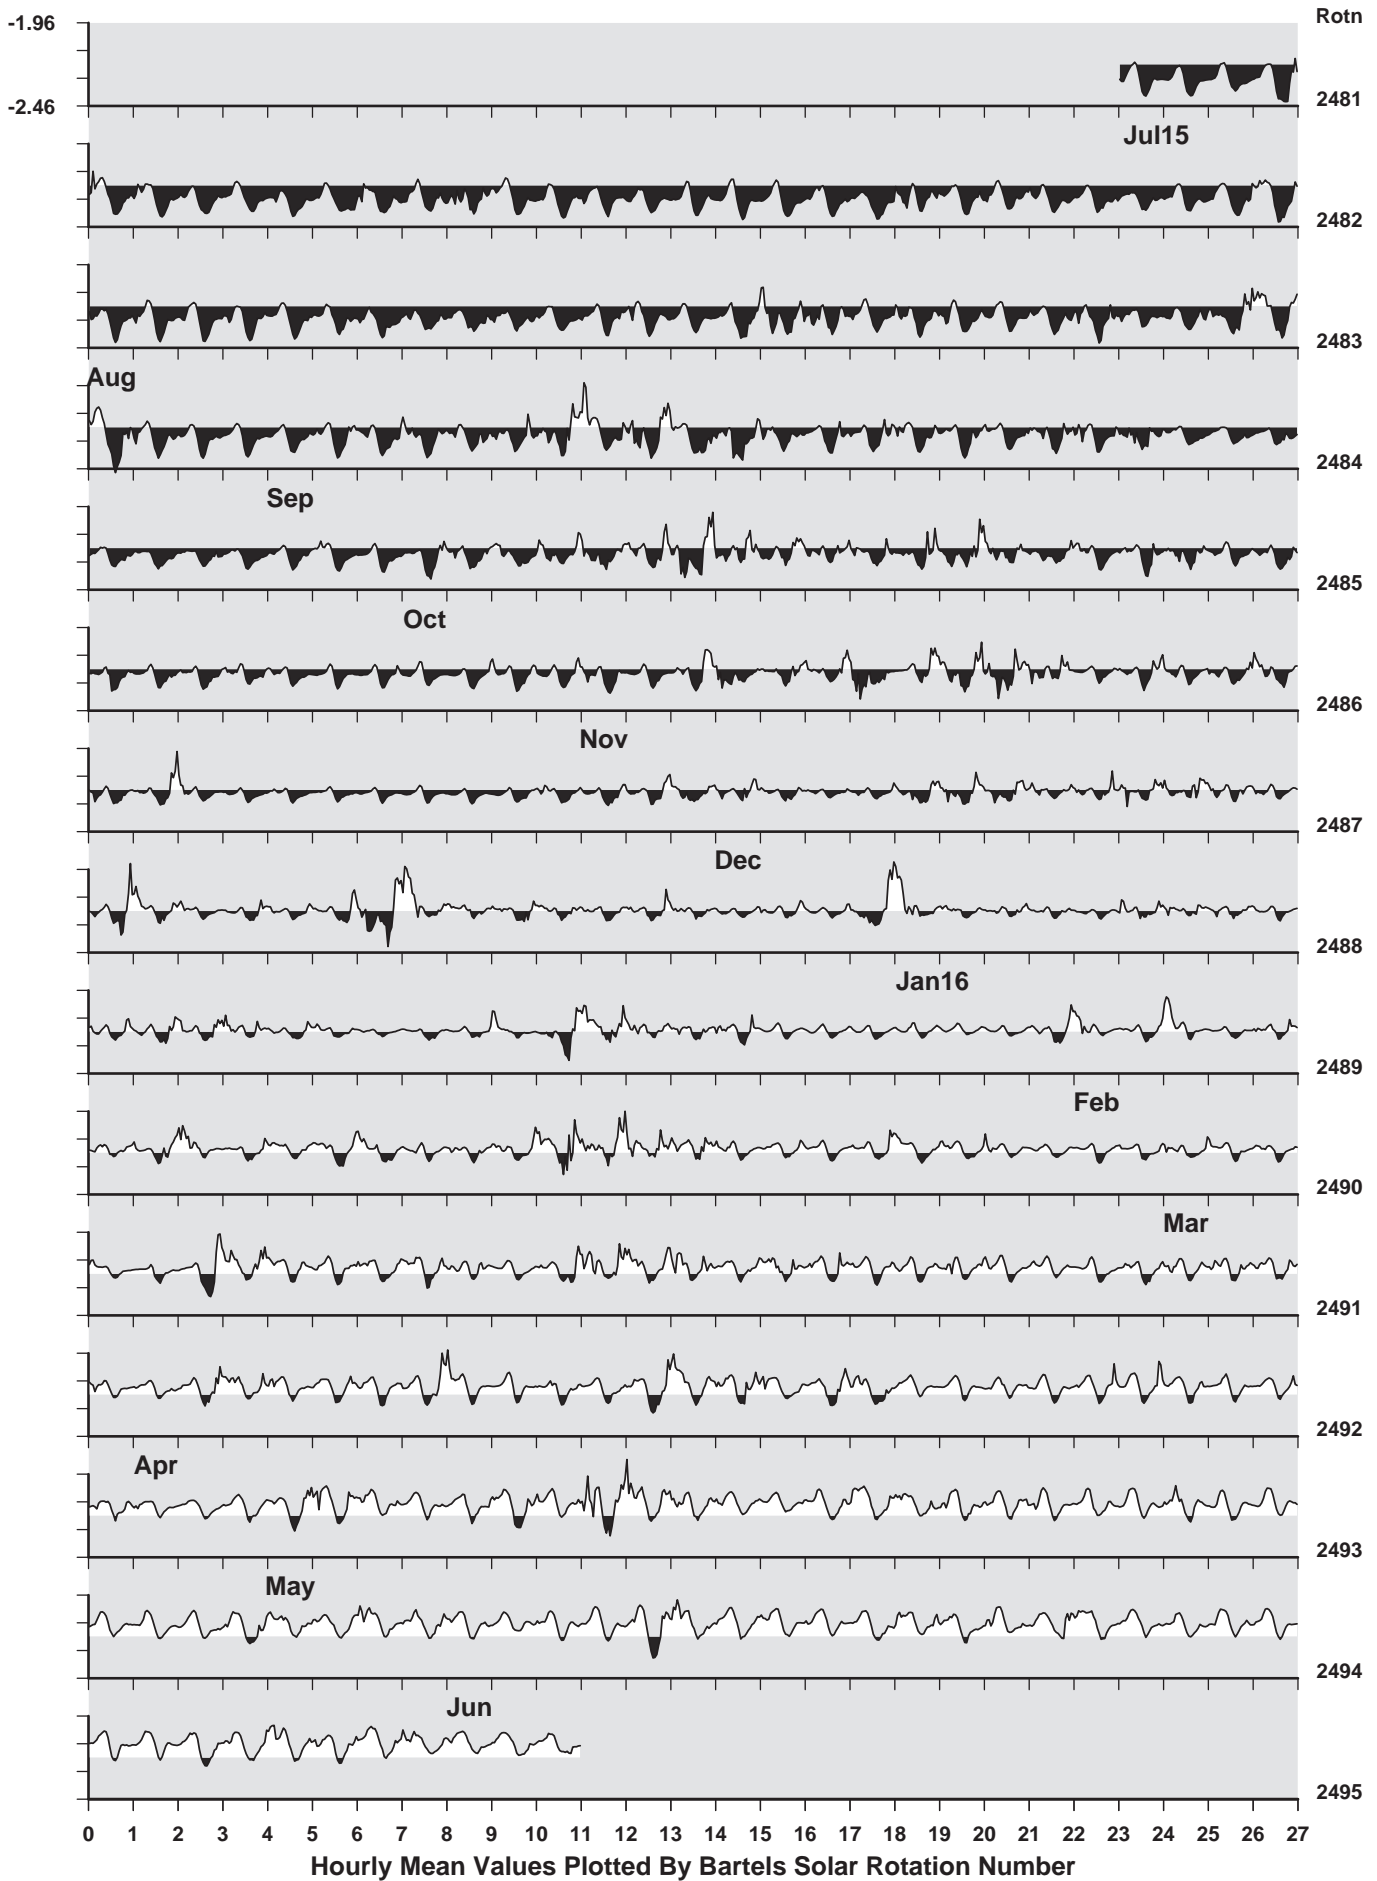 -1.96
Rotn
-2.46
2481
Jul15
2482
2483
Aug
2484
Sep
2485
Oct
2486
Nov
2487
Dec
2488
Jan16
2489
Feb
2490
Mar
2491
2492
Apr
2493
May
2494
Jun
2495
0 1 2 3 4 5 6 7 8 9 10 11 12 13 14 15 16 17 18 19 20 21 22 23 24 25 26 27
Hourly Mean Values Plotted By Bartels Solar Rotation Number